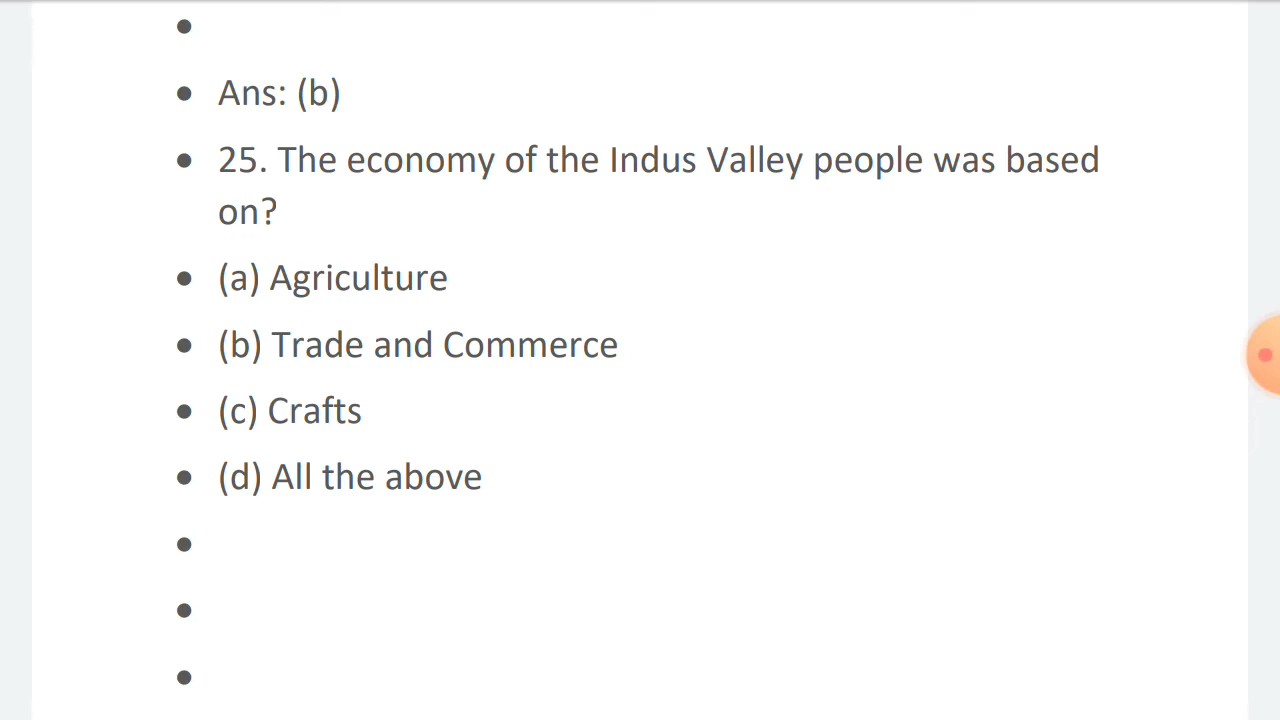 • Ans: (b)
• 25. The economy of the Indus Valley people was based
on?
• (a) Agriculture
• (b) Trade and Commerce
• (c) Crafts
• (d) All the above